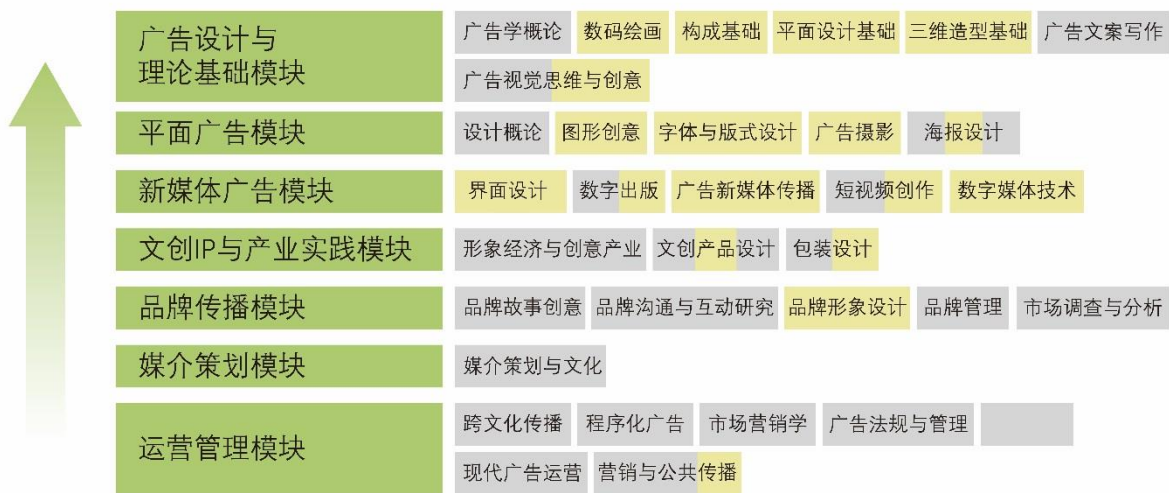 广告设计与
理论基础模块
广告学概论 数码绘画 构成基础 平面设计基础 三维造型基础 广告文案写作
广告视觉思维与创意
平面广告模块
设计概论 图形创意 字体与版式设计 广告摄影 海报设计
新媒体广告模块
界面设计 数字出版 广告新媒体传播 短视频创作 数字媒体技术
文创IP与产业实践模块
形象经济与创意产业 文创产品设计 包装设计
品牌传播模块
品牌故事创意 品牌沟通与互动研究 品牌形象设计 品牌管理 市场调查与分析
媒介策划模块
媒介策划与文化
运营管理模块
跨文化传播 程序化广告 市场营销学 广告法规与管理
现代广告运营 营销与公共传播